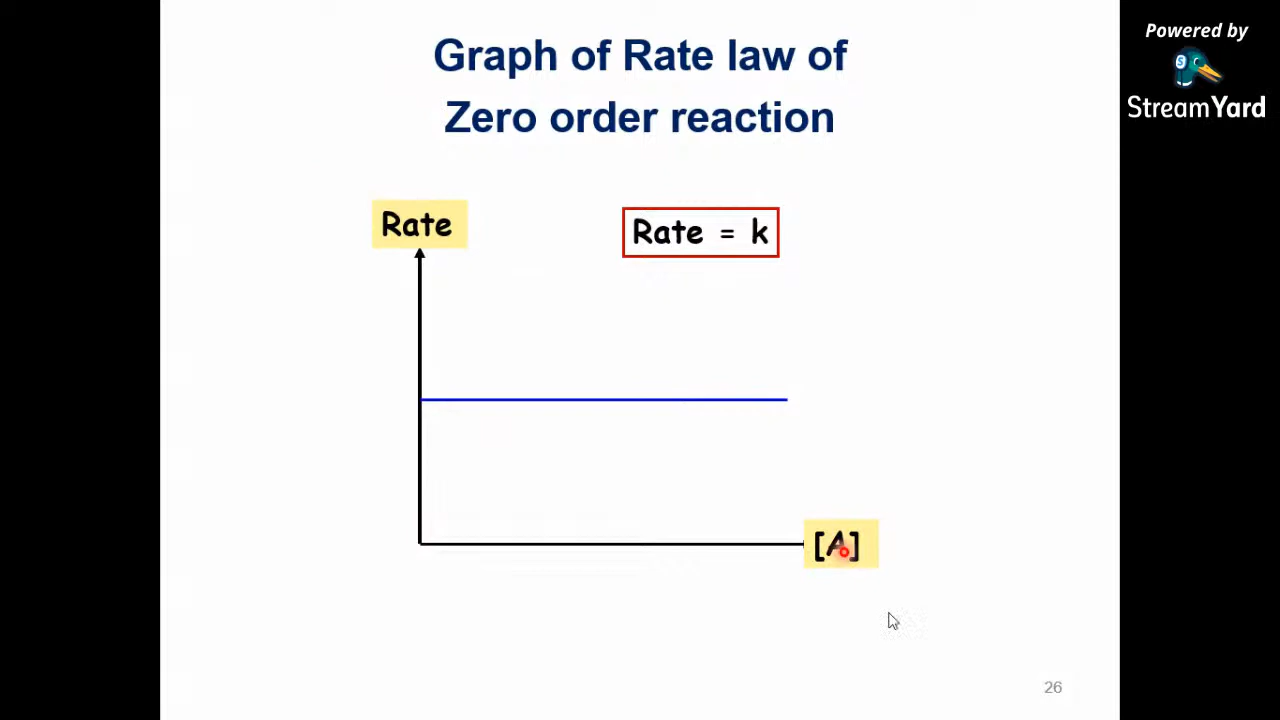 Graph of Rate law of
Zero order reaction
Powered by
S
StreamYard
Rate
Rate = k
[A]
26